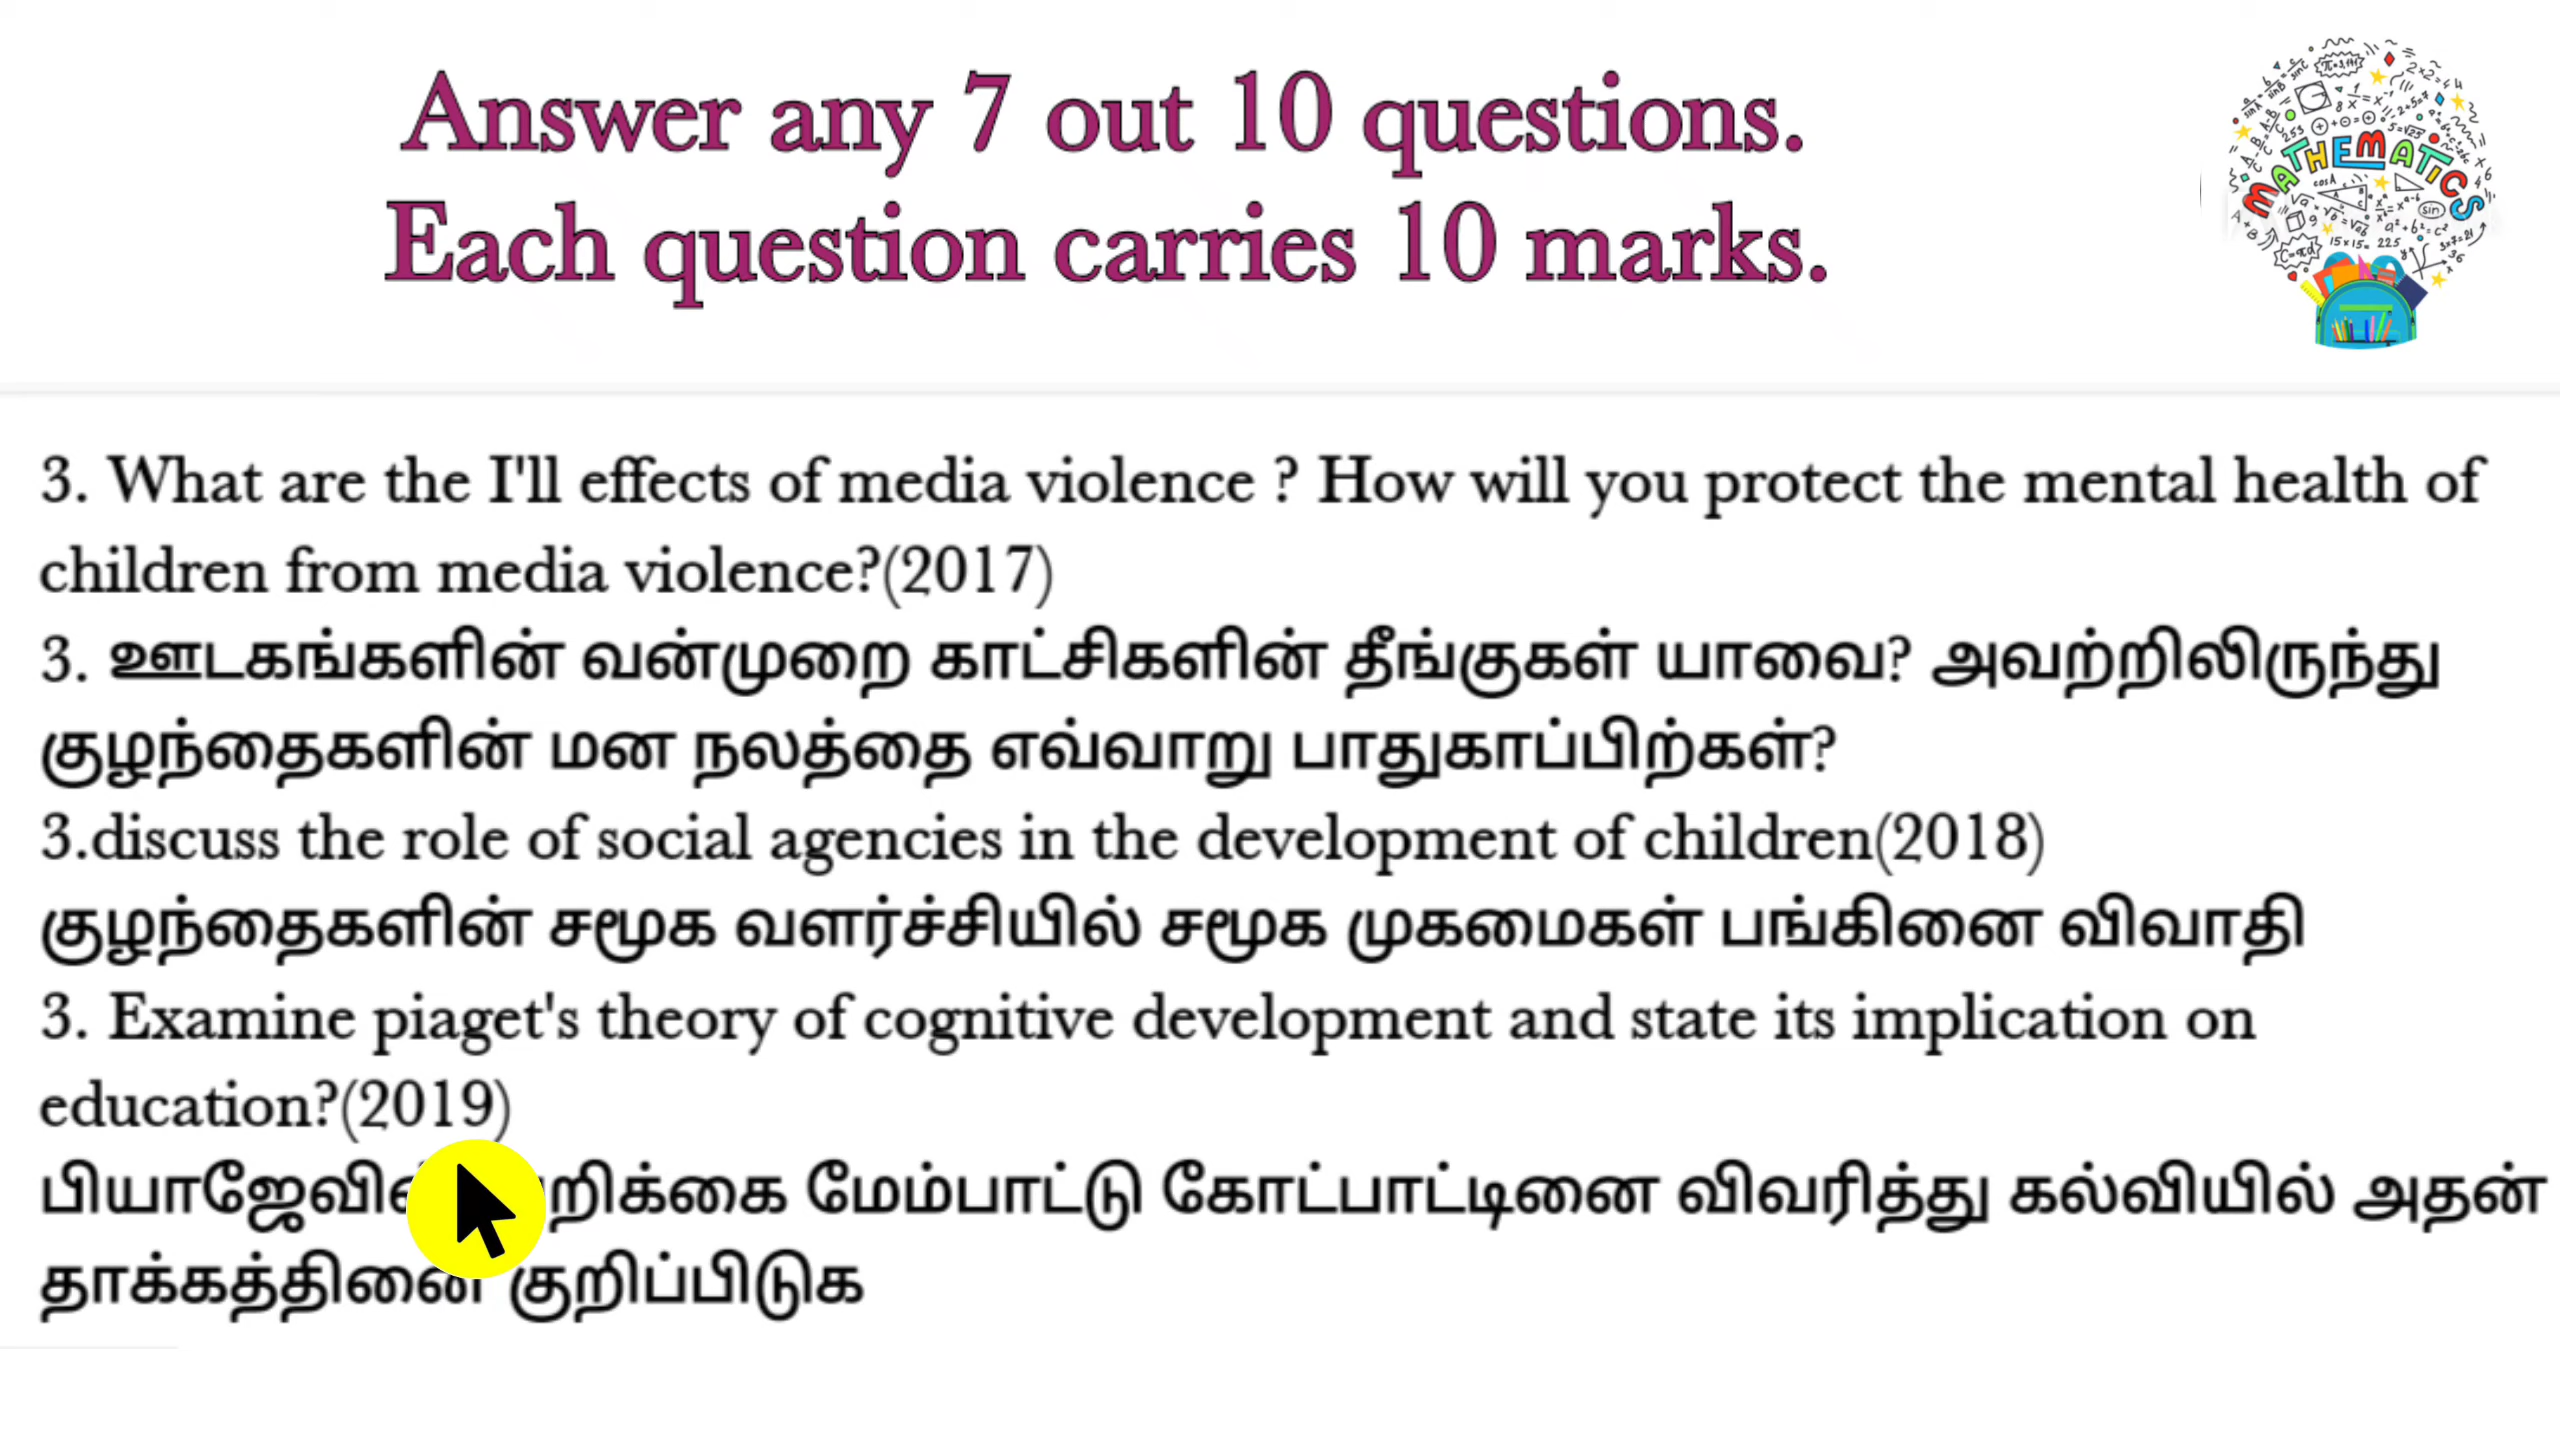 Answer any 7 out 10 questions.
Each question carries 10 marks.
MATHEMATICS
3. What are the I'll effects of media violence ? How will you protect the mental health of
children from media violence?(2017)
3. ஊடகங்களின் வன்முறை காட்சிகளின் தீங்குகள் யாவை? அவற்றிலிருந்து
குழந்தைகளின் மன நலத்தை எவ்வாறு பாதுகாப்பிற்கள்?
3.discuss the role of social agencies in the development of children(2018)
குழந்தைகளின் சமூக வளர்ச்சியில் சமூக முகமைகள் பங்கினை விவாதி
3. Examine piaget's theory of cognitive development and state its implication on
education?(2019)
மேம்பாட்டு கோட்பாட்டினை விவரித்து கல்வியில் அதன்
தாக்கத்தினை குறிப்பிடுக